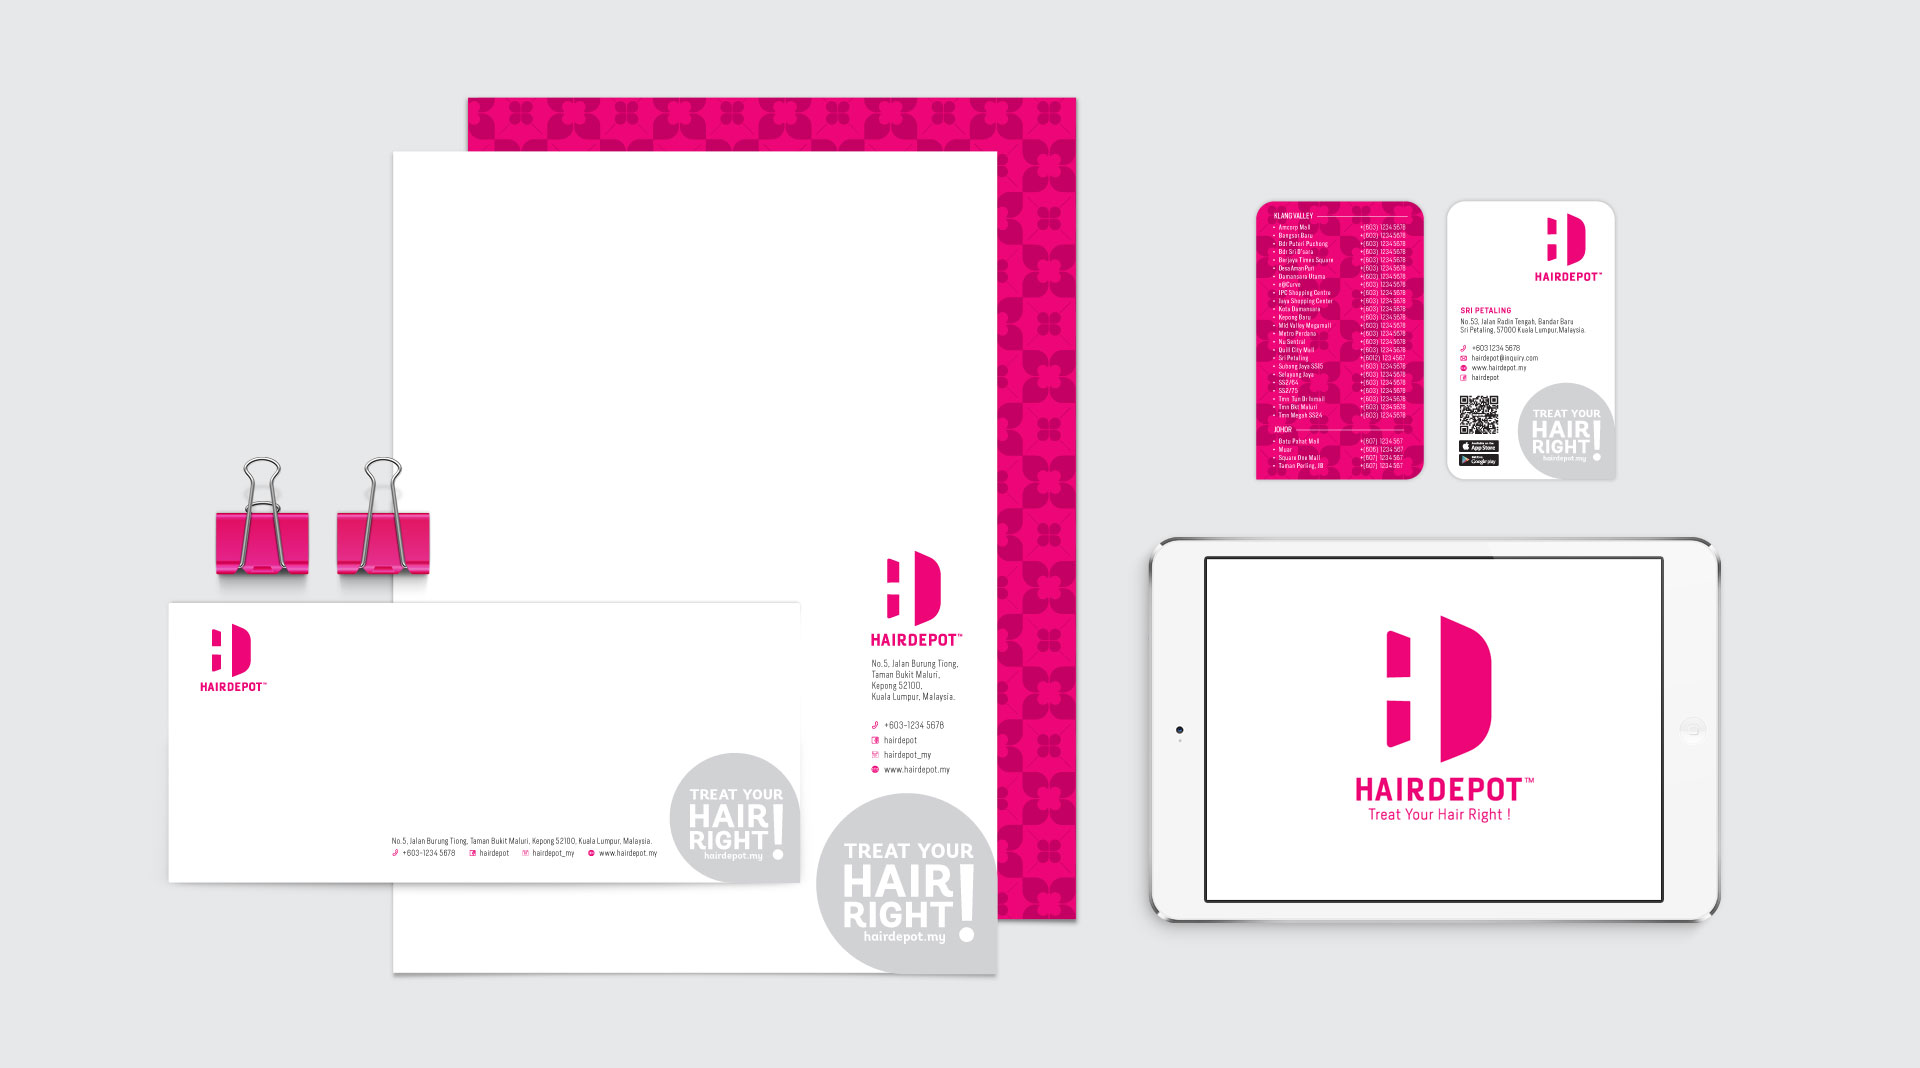 HAIRDEPOT™
No.5, Jalan Burung Tiong, Taman Bukit Maluri, Kepong 52100, Kuala Lumpur, Malaysia.
+603-1234 5678 hairdepot hairdepot_my www.hairdepot.my
TREAT YOUR
HAIR
RIGHT!
hairdepot.my
HAIRDEPOT™
No.5, Jalan Burung Tiong,
Taman Bukit Maluri,
Kepong 52100,
Kuala Lumpur, Malaysia.
+603-1234 5678
hairdepot
hairdepot_my
www.hairdepot.my
TREAT YOUR
HAIR
RIGHT!
hairdepot.my
KLANG VALLEY
• Amcorp Mall +(603) 1234 5678
• Bangsar Baru +(603) 1234 5678
• Bdr Puteri Puchong +(603) 1234 5678
• Bdr Sri D'sara +(603) 1234 5678
• Berjaya Times Square +(603) 1234 5678
• Desa AmanPuri +(603) 1234 5678
• Damansara Utama +(603) 1234 5678
• e@Curve +(603) 1234 5678
• IPC Shopping Centre +(603) 1234 5678
• Jaya Shopping Center +(603) 1234 5678
• Kota Damansara +(603) 1234 5678
• Kepong Baru +(603) 1234 5678
• Mid Valley Megamall +(603) 1234 5678
• Metro Perdana +(603) 1234 5678
• Nu Sentral +(603) 1234 5678
• Quill City Mall +(603) 1234 5678
• Sri Petaling +(6012) 123 4567
• Subang Jaya SS15 +(603) 1234 5678
• Selayang Jaya +(603) 1234 5678
• SS2/64 +(603) 1234 5678
• SS2/75 +(603) 1234 5678
• Tmn Tun Dr Ismail +(603) 1234 5678
• Tmn Bkt Maluri +(603) 1234 5678
• Tmn Megah SS24 +(603) 1234 5678
JOHOR
• Batu Pahat Mall +(607) 1234 567
• Muar +(606) 1234 567
• Square One Mall +(607) 1234 567
• Taman Perling, JB +(607) 1234 567
HAIRDEPOT™
SRI PETALING
No.53, Jalan Radin Tengah, Bandar Baru
Sri Petaling, 57000 Kuala Lumpur,Malaysia.
+603 1234 5678
hairdepot@inquiry.com
www.hairdepot.my
hairdepot
App Store
Google play
TREAT YOUR
HAIR
RIGHT!
hairdepot.my
HAIRDEPOT™
Treat Your Hair Right !